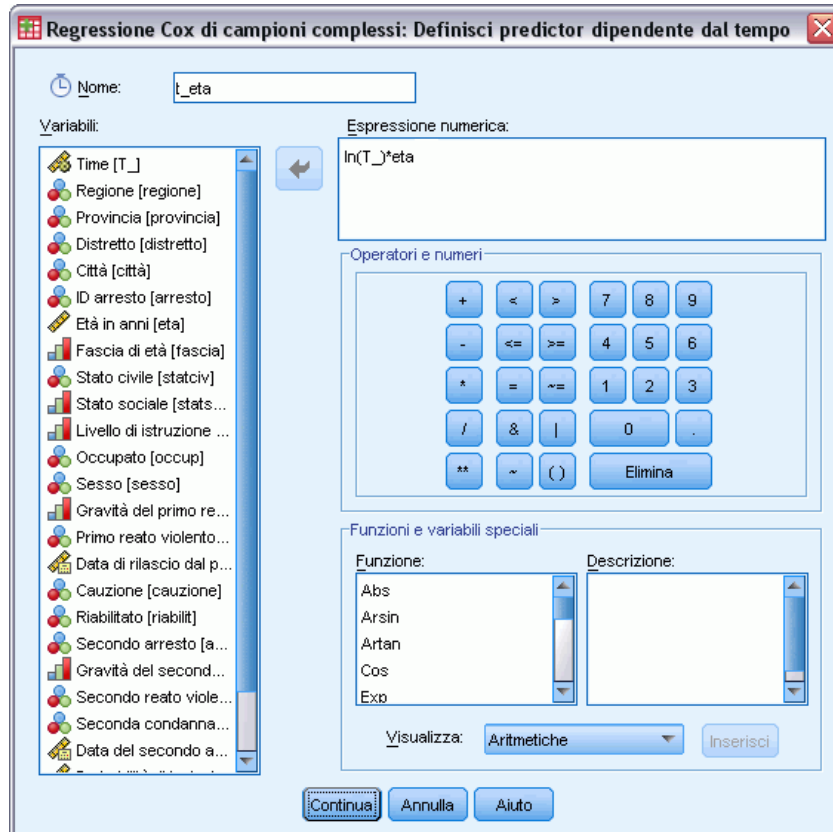 Regressione Cox di campioni complessi: Definisci predictor dipendente dal tempo
Nome:
t_eta
Variabili:
Time [T_]
Regione [regione]
Provincia [provincia]
Distretto [distretto]
Città [città]
ID arresto [arresto]
Età in anni [eta]
Fascia di età [fascia]
Stato civile [statciv]
Stato sociale [stats...
Livello di istruzione ...
Occupato [occup]
Sesso [sesso]
Gravità del primo re...
Primo reato violento...
Data di rilascio dal p...
Cauzione [cauzione]
Riabilitato [riabilit]
Secondo arresto [a...
Gravità del second...
Secondo reato viole...
Seconda condanna...
Data del secondo a...
Espressione numerica:
ln(T_)*eta
Operatori e numeri
+ < > 7 8 9
- <= >= 4 5 6
* = ~= 1 2 3
/ & | 0 .
** ~ ( ) Elimina
Funzioni e variabili speciali
Funzione:
Abs
Arsin
Artan
Cos
Exp
Descrizione:
Visualizza: Aritmetiche Inserisci
Continua Annulla Aiuto